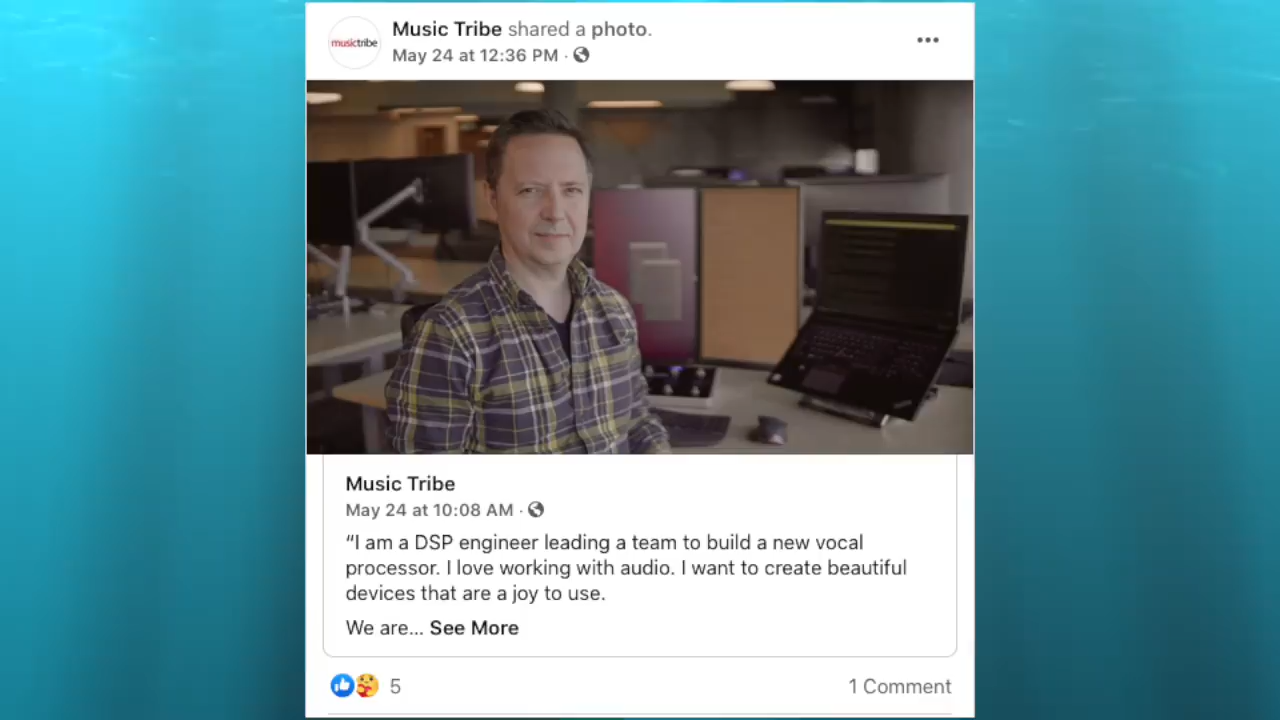 musictribe
Music Tribe shared a photo.
May 24 at 12:36 PM ·
Music Tribe
May 24 at 10:08 AM ·
“I am a DSP engineer leading a team to build a new vocal
processor. I love working with audio. I want to create beautiful
devices that are a joy to use.
We are... See More
5
1 Comment